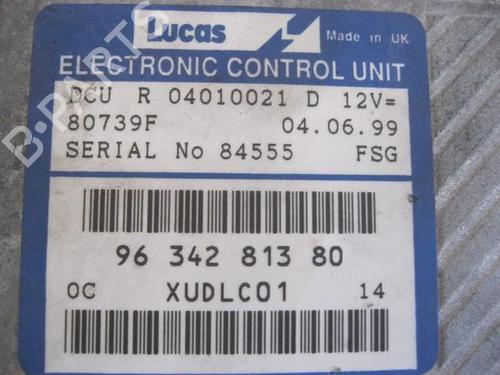 Lucas
Made in UK
ELECTRONIC CONTROL UNIT
DCU R 04010021 D 12V=
80739F 04.06.99
SERIAL No 84555 FSG
96 342 813 80
OC XUDLC01 14
B-PARTS